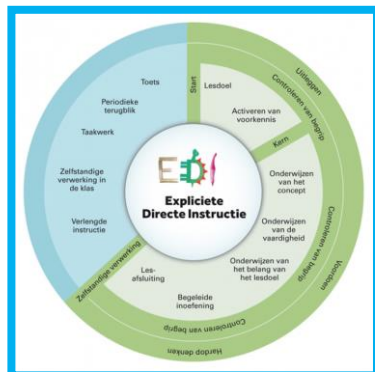 Toets
Periodieke
terugblik
Taakwerk
Zelfstandige
verwerking in
de klas
Verlengde
instructie
Zelfstandige verwerking
Start
Lesdoel
Activeren van
voorkennis
Kern
Uitleggen
Controleren van begrip
EDI
Expliciete
Directe Instructie
Onderwijzen
van het
concept
Onderwijzen
van de
vaardigheid
Onderwijzen
van het belang van
het lesdoel
Controleren van begrip
Voordoen
Begeleide
inoefening
Les-
afsluiting
Controleren van begrip
Hardop denken